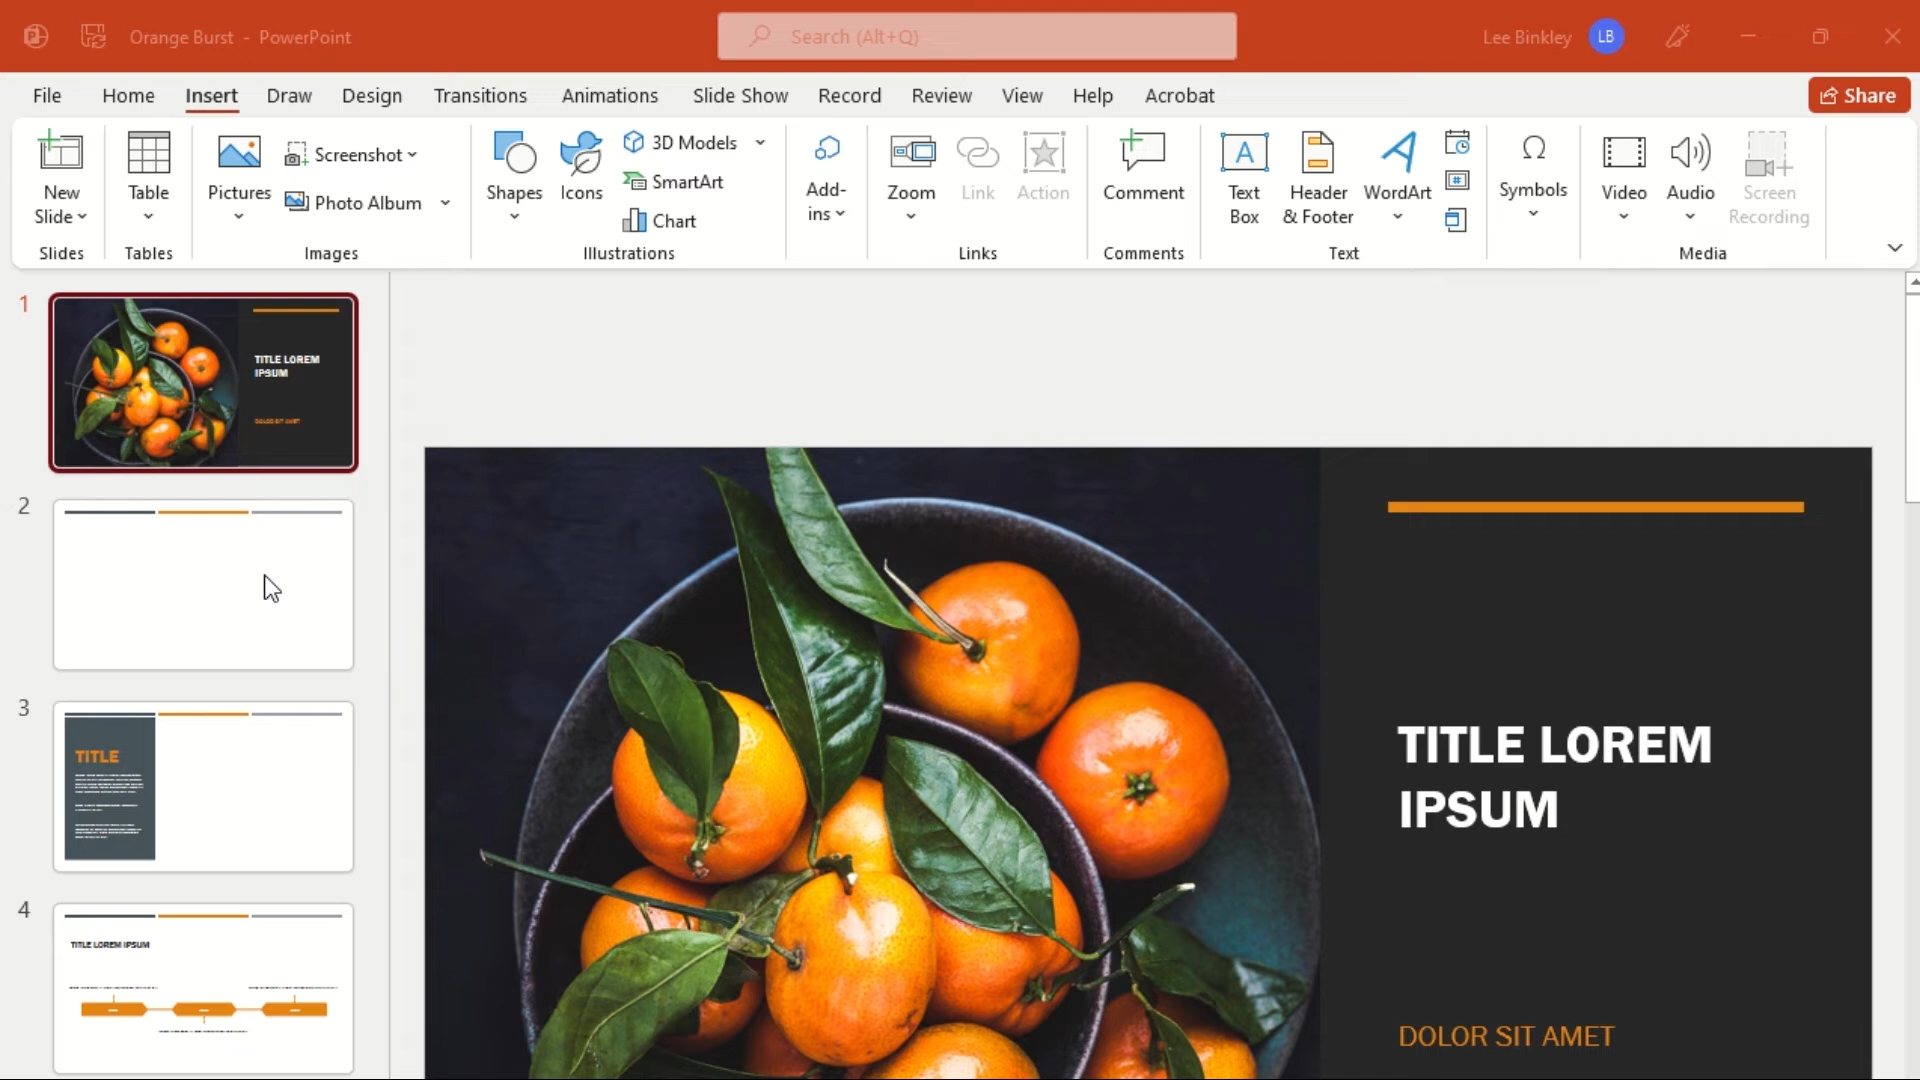 Orange Burst - PowerPoint
Search (Alt+Q)
Lee Binkley LB
File Home Insert Draw Design Transitions Animations Slide Show Record Review View Help Acrobat Share
New Slide
Slides
Table
Tables
Pictures
Screenshot
Photo Album
Images
Shapes
Icons
3D Models
SmartArt
Chart
Illustrations
Add-
ins
Zoom
Link
Action
Links
Comment
Comments
Text
Box
Header
& Footer
WordArt
Text
Symbols
Video
Audio
Screen
Recording
Media
1
TITLE LOREM
IPSUM
DOLOR SIT AMET
2
3
TITLE
4
TITLE LOREM IPSUM
TITLE LOREM
IPSUM
DOLOR SIT AMET